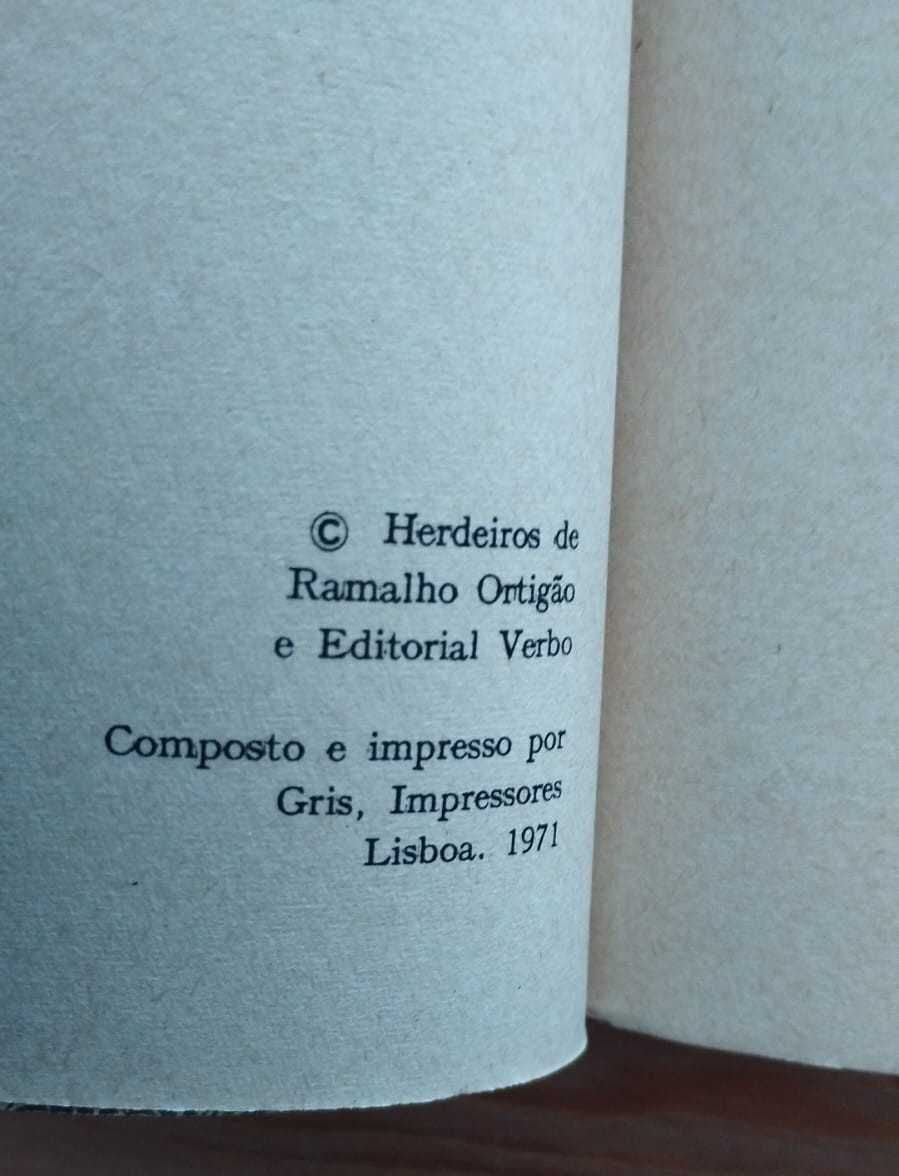 © Herdeiros de
Ramalho Ortigão
e Editorial Verbo
Composto e impresso por
Gris, Impressores
Lisboa. 1971